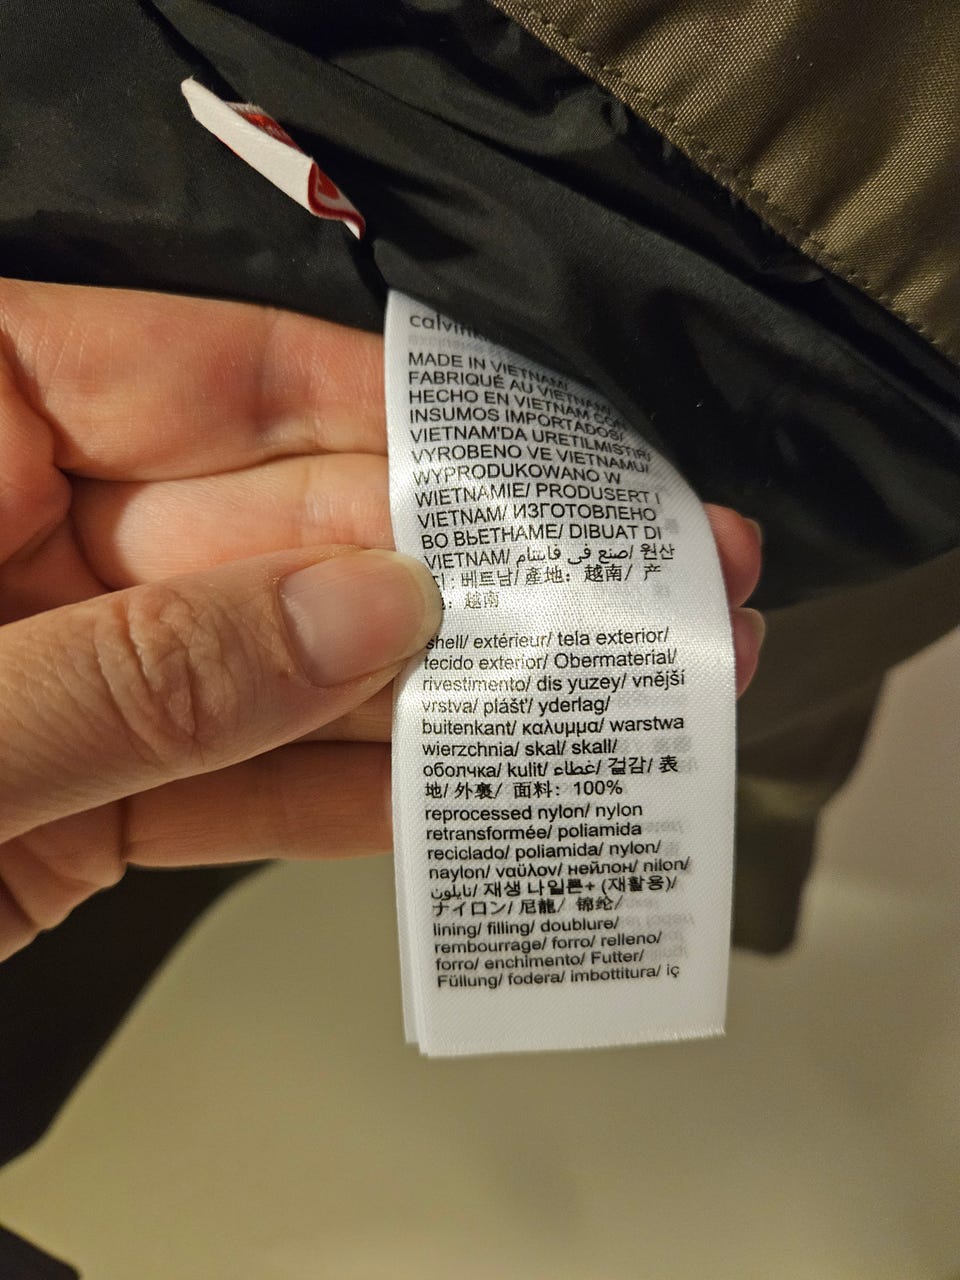 calvinkl
MADE IN VIETNAM/
FABRIQUÉ AU VIETNAM/
HECHO EN VIETNAM CON
INSUMOS IMPORTADOS/
VIETNAM'DA URETILMISTIR/
VYROBENO VE VIETNAMU/
WYPRODUKOWANO W
WIETNAMIE/ PRODUSERT I
VIETNAM/ ИЗГОТОВЛЕНО
ВО ВЬЕТНАМЕ/ DIBUAT DI
VIETNAM/ صنع في فايتنام/ 원산
지: 베트남/ 產地: 越南/ 产
: 越南
shell/ extérieur/ tela exterior/
tecido exterior/ Obermaterial/
rivestimento/ dis yuzey/ vnější
vrstva/ plášt'/ yderlag/
buitenkant/ καλυμμα/ warstwa
wierzchnia/ skal/ skall/
оболчка/ kulit/ غطاء/ 겉감/ 表
地/ 外裏/ 面料: 100%
reprocessed nylon/ nylon
retransformée/ poliamida
reciclado/ poliamida/ nylon/
naylon/ ναϋλον/ нейлон/ nilon/
نايلون/ 재생 나일론+ (재활용)/
ナイロン/ 尼龍/ 锦纶/
lining/ filling/ doublure/
rembourrage/ forro/ relleno/
forro/ enchimento/ Futter/
Füllung/ fodera/ imbottitura/ iç